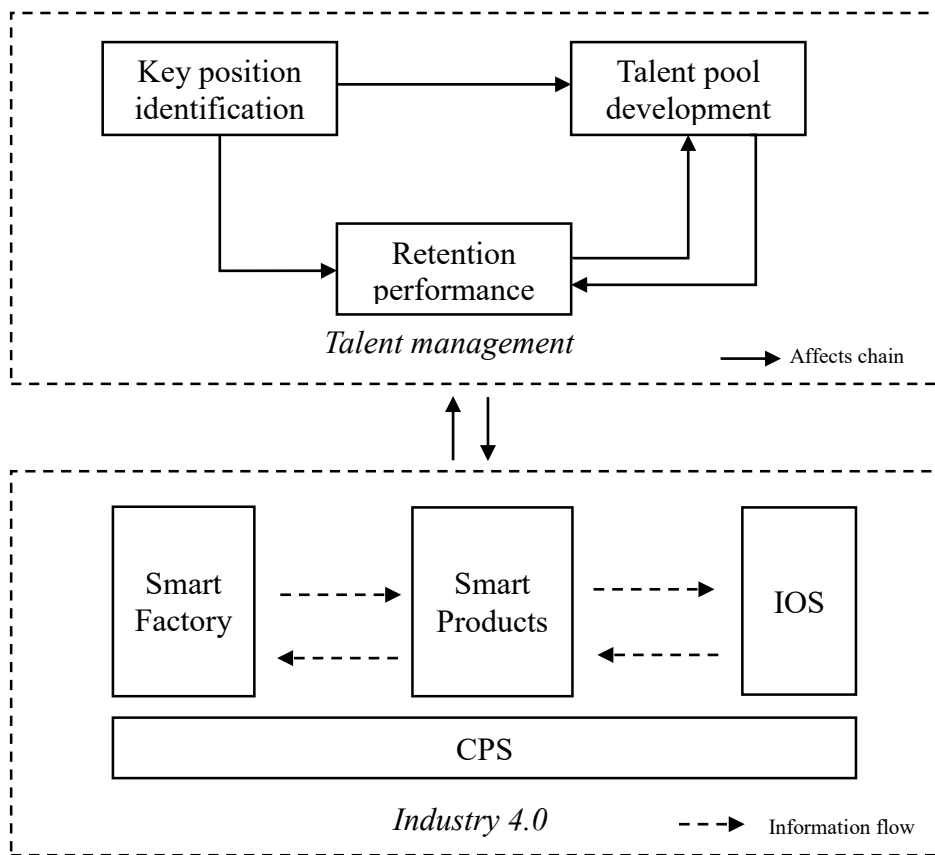 Key position
identification
Talent pool
development
Retention
performance
Talent management
Affects chain
Smart
Factory
Smart
Products
IOS
CPS
Industry 4.0
Information flow